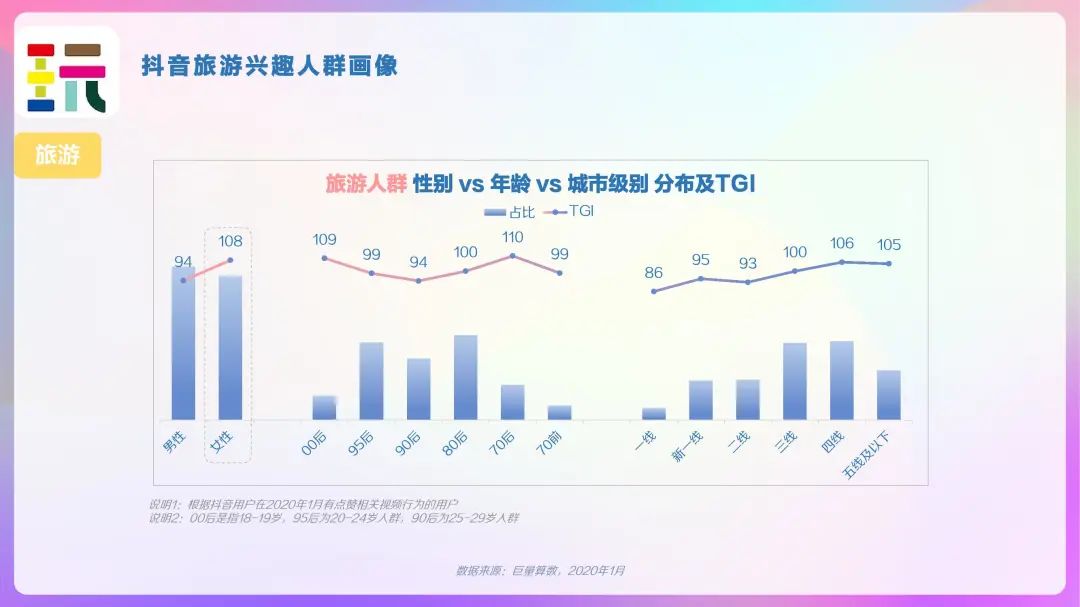 抖音旅游兴趣人群画像
旅游
旅游人群 性别 vs 年龄 vs 城市级别 分布及TGI
占比 TGI
94 108 109 99 94 100 110 99 86 95 93 100 106 105
男性 女性 00后 95后 90后 80后 70后 70前 一线 新一线 二线 三线 四线 五线及以下
说明1：根据抖音用户在2020年1月有点赞相关视频行为的用户
说明2：00后是指18-19岁，95后为20-24岁人群，90后为25-29岁人群
数据来源：巨量算数，2020年1月